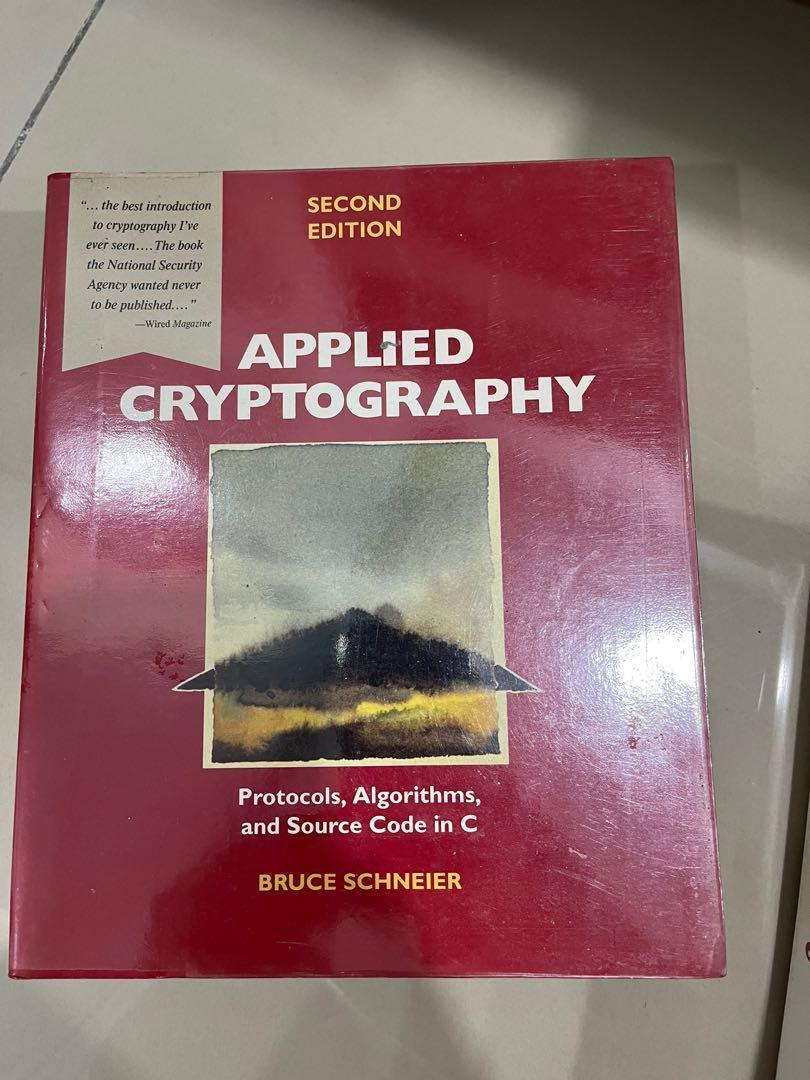 “... the best introduction
to cryptography I've
ever seen.... The book
the National Security
Agency wanted never
to be published....”
—Wired Magazine
SECOND
EDITION
APPLIED
CRYPTOGRAPHY
Protocols, Algorithms,
and Source Code in C
BRUCE SCHNEIER